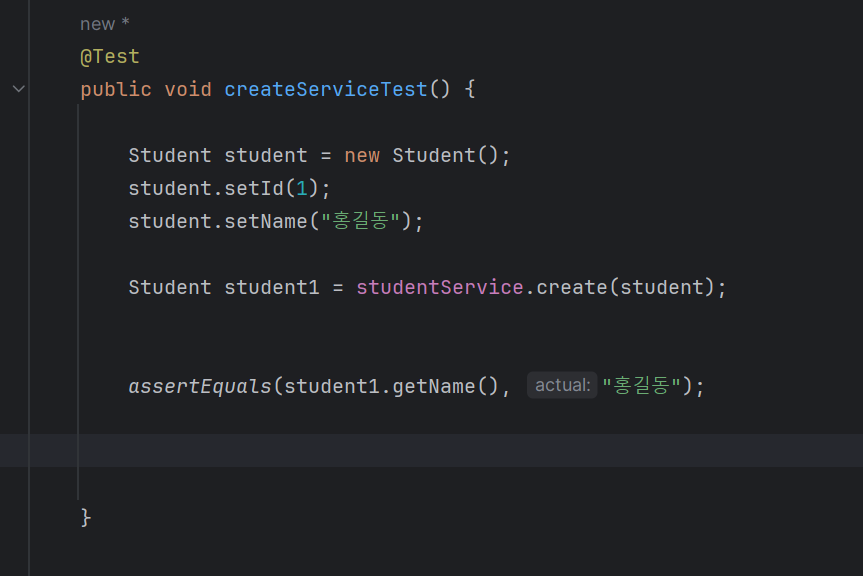 new *
@Test
public void createServiceTest() {
Student student = new Student();
student.setId(1);
student.setName("홍길동");
Student student1 = studentService.create(student);
assertEquals(student1.getName(), actual: "홍길동");
}